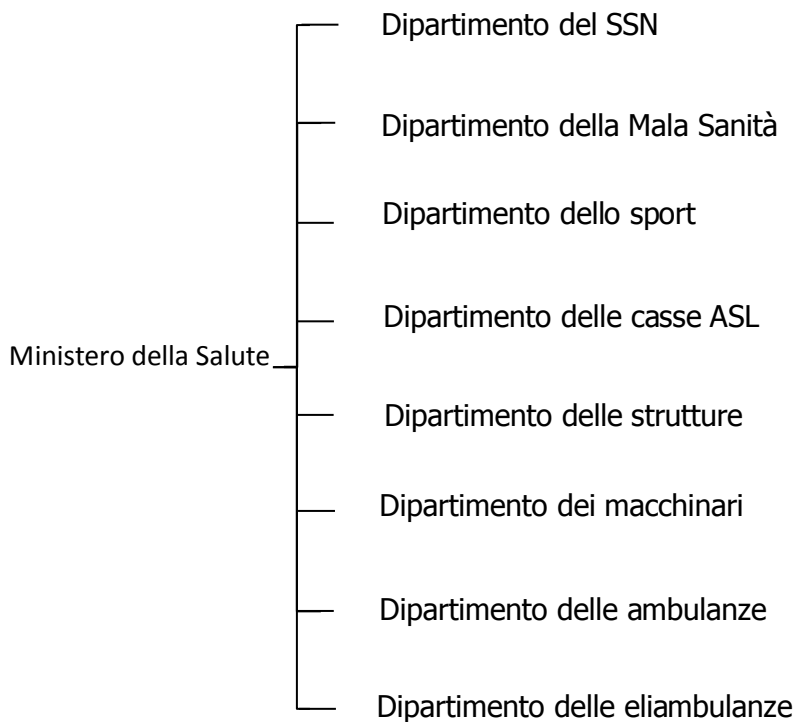 Dipartimento del SSN
Dipartimento della Mala Sanità
Dipartimento dello sport
Dipartimento delle casse ASL
Ministero della Salute
Dipartimento delle strutture
Dipartimento dei macchinari
Dipartimento delle ambulanze
Dipartimento delle eliambulanze